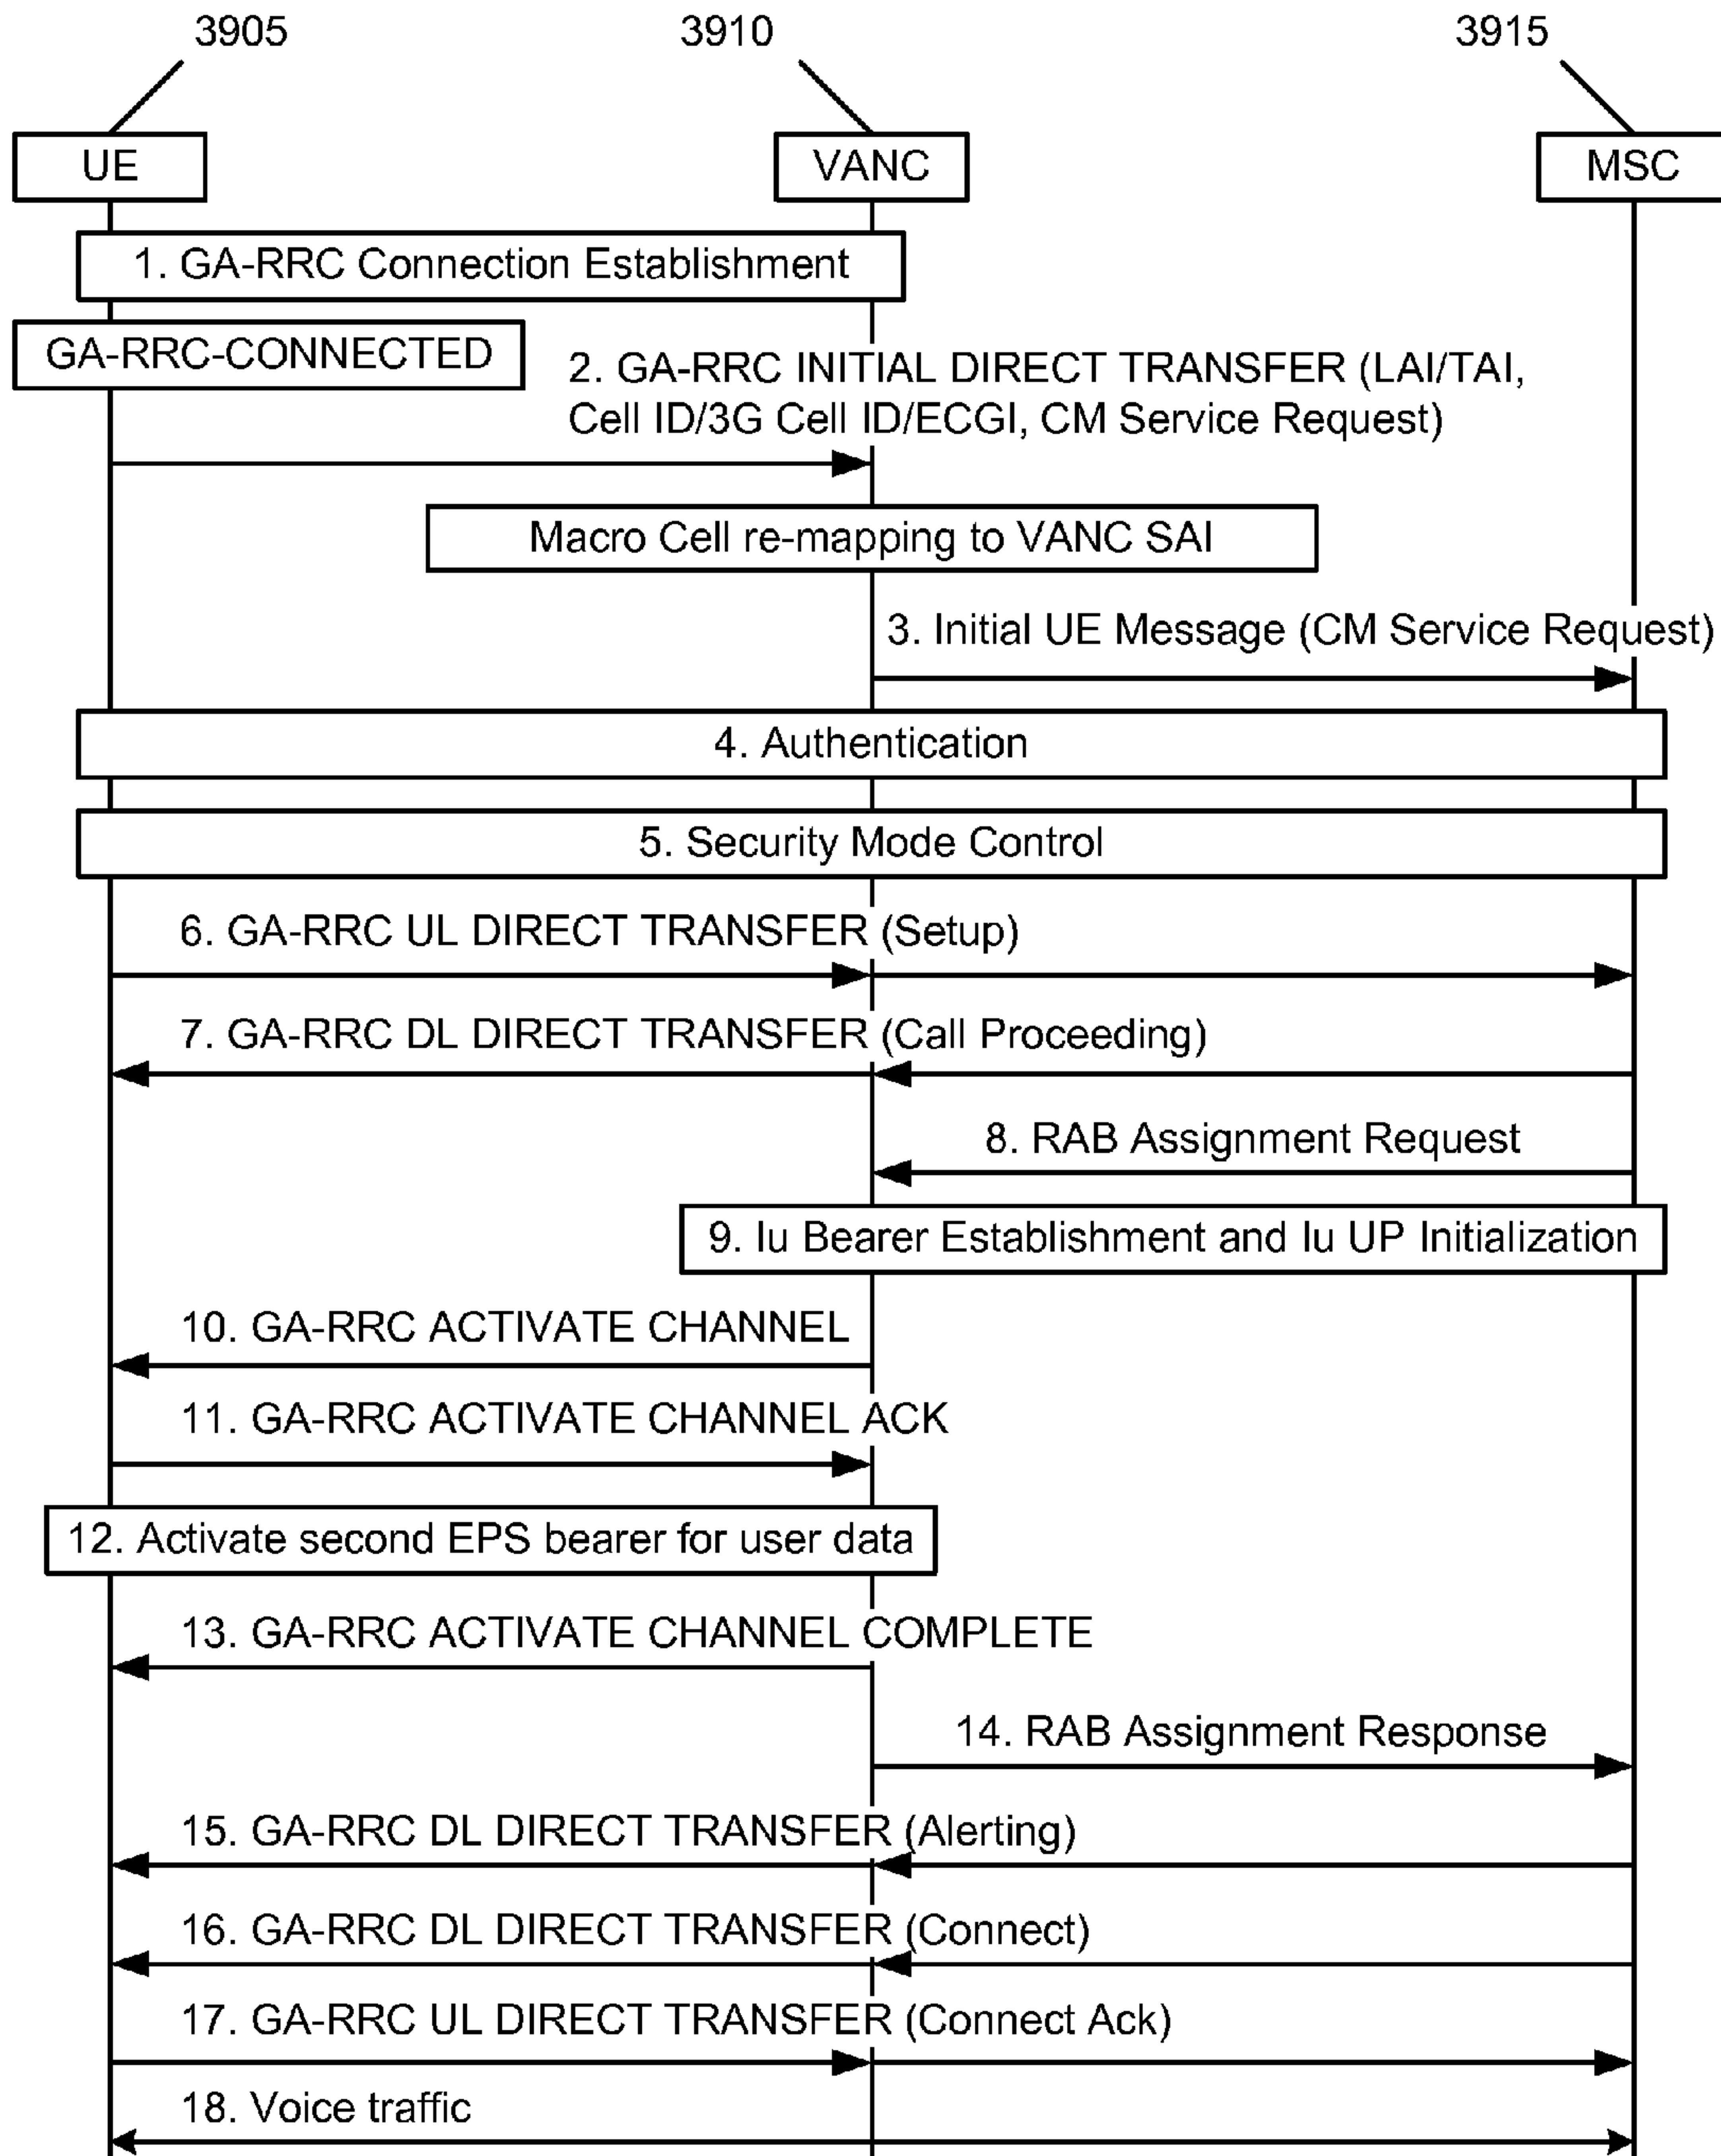 3905
3910
3915
UE
VANC
MSC
1. GA-RRC Connection Establishment
GA-RRC-CONNECTED
2. GA-RRC INITIAL DIRECT TRANSFER (LAI/TAI,
Cell ID/3G Cell ID/ECGI, CM Service Request)
Macro Cell re-mapping to VANC SAI
3. Initial UE Message (CM Service Request)
4. Authentication
5. Security Mode Control
6. GA-RRC UL DIRECT TRANSFER (Setup)
7. GA-RRC DL DIRECT TRANSFER (Call Proceeding)
8. RAB Assignment Request
9. Iu Bearer Establishment and Iu UP Initialization
10. GA-RRC ACTIVATE CHANNEL
11. GA-RRC ACTIVATE CHANNEL ACK
12. Activate second EPS bearer for user data
13. GA-RRC ACTIVATE CHANNEL COMPLETE
14. RAB Assignment Response
15. GA-RRC DL DIRECT TRANSFER (Alerting)
16. GA-RRC DL DIRECT TRANSFER (Connect)
17. GA-RRC UL DIRECT TRANSFER (Connect Ack)
18. Voice traffic